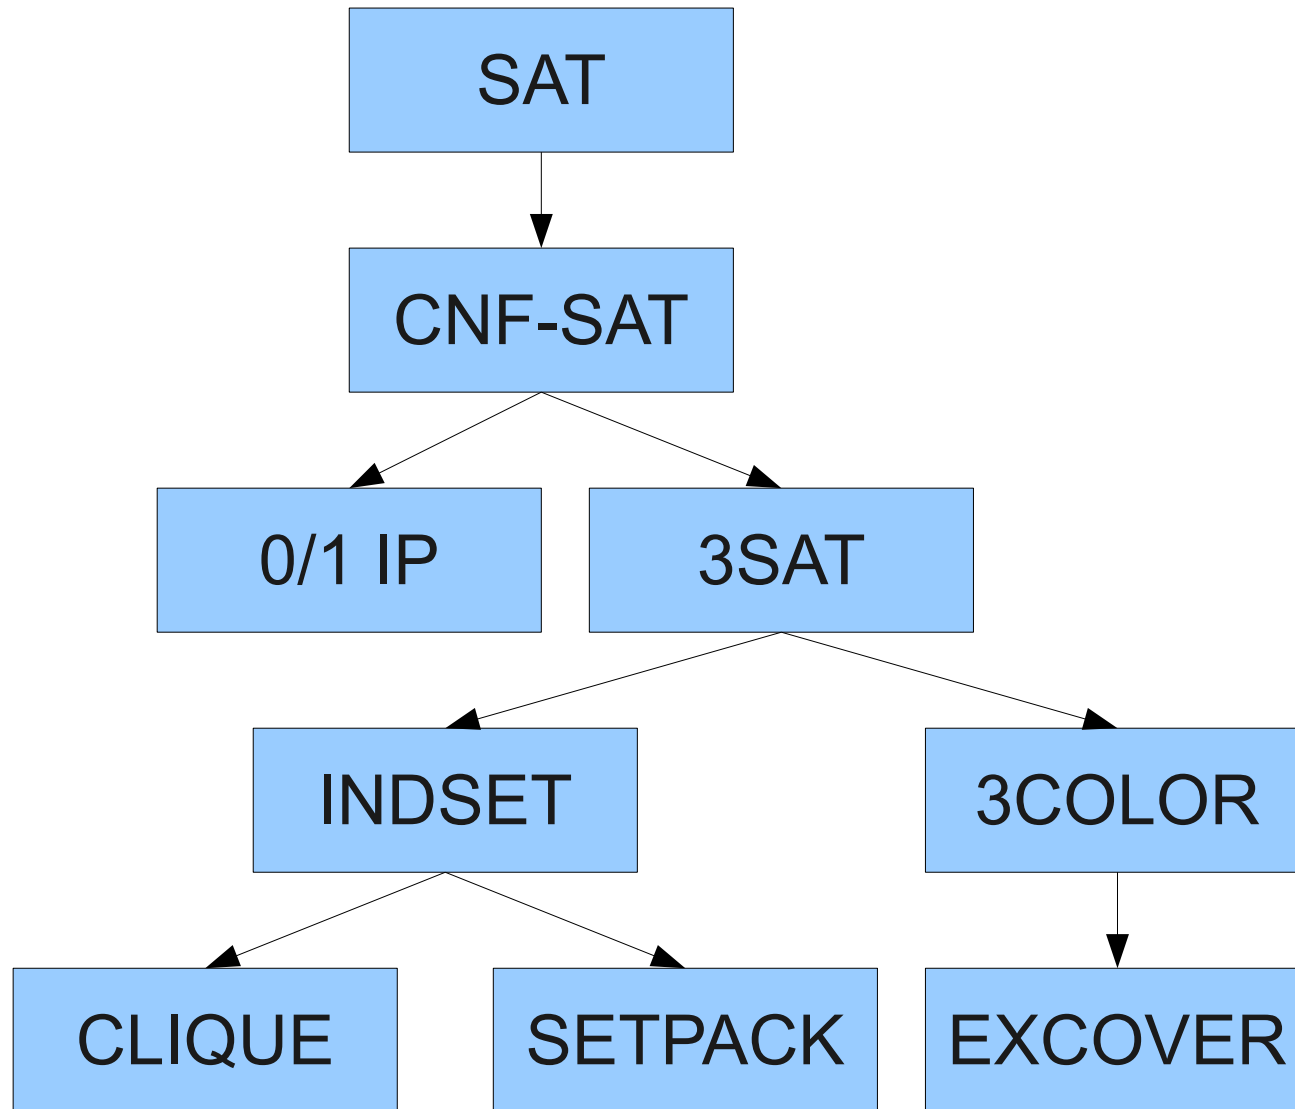 SAT
CNF-SAT
0/1 IP
3SAT
INDSET
3COLOR
CLIQUE
SETPACK
EXCOVER